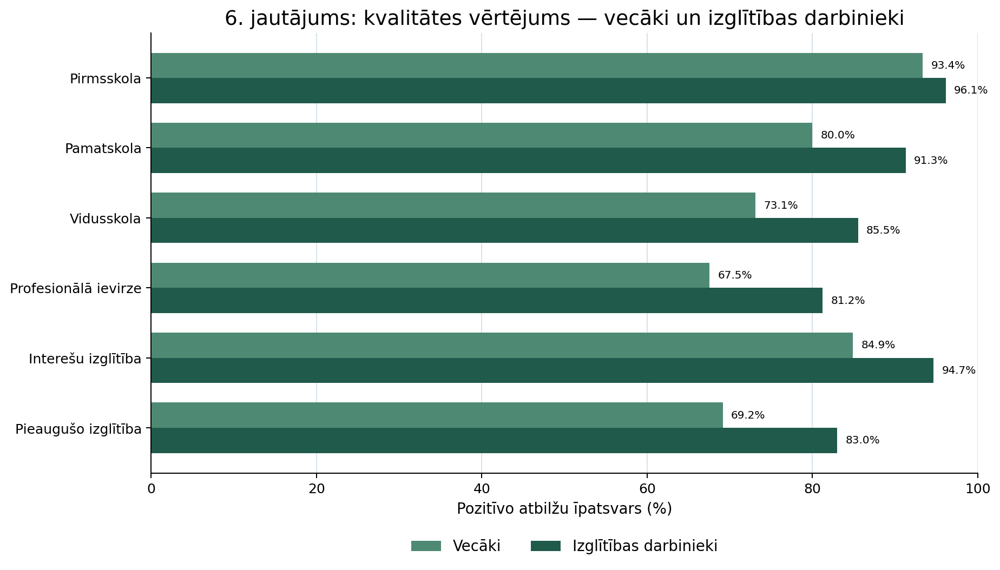 6. jautājums: kvalitātes vērtējums — vecāki un izglītības darbinieki
Pirmsskola
93.4%
96.1%
Pamatskola
80.0%
91.3%
Vidusskola
73.1%
85.5%
Profesionālā ievirze
67.5%
81.2%
Interešu izglītība
84.9%
94.7%
Pieaugušo izglītība
69.2%
83.0%
0 20 40 60 80 100
Pozitīvo atbilžu īpatsvars (%)
Vecāki Izglītības darbinieki